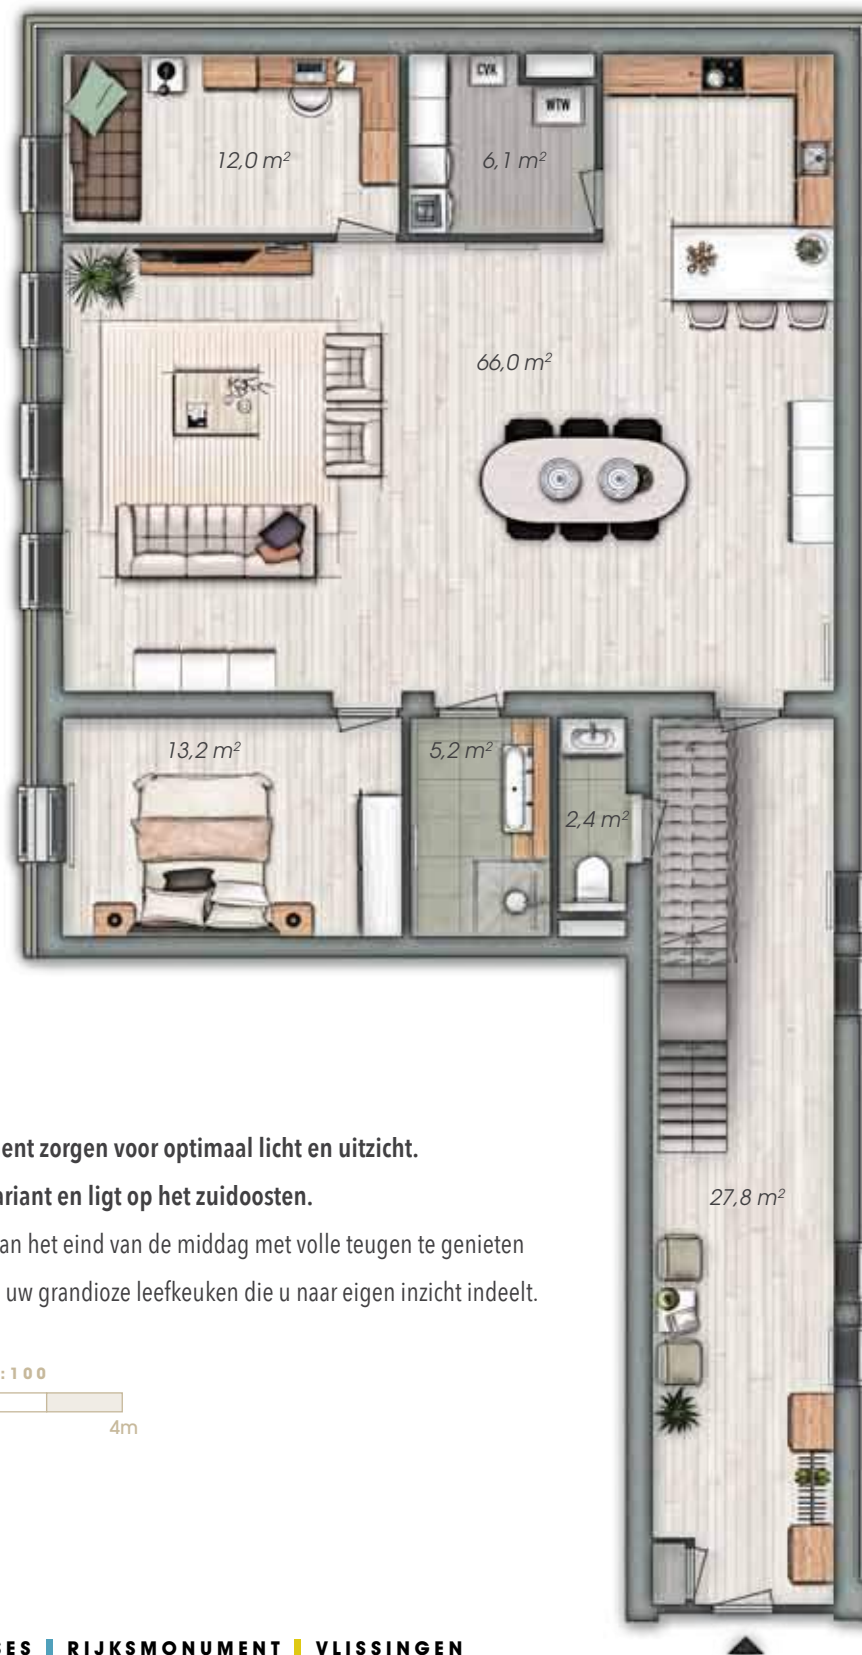 CVK
WTW
12,0 m²
6,1 m²
66,0 m²
13,2 m²
5,2 m²
2,4 m²
ent zorgen voor optimaal licht en uitzicht.
ariant en ligt op het zuidoosten.
an het eind van de middag met volle teugen te genieten
uw grandioze leefkeuken die u naar eigen inzicht indeelt.
27,8 m²
:100
4m
SES RIJKSMONUMENT VLISSINGEN